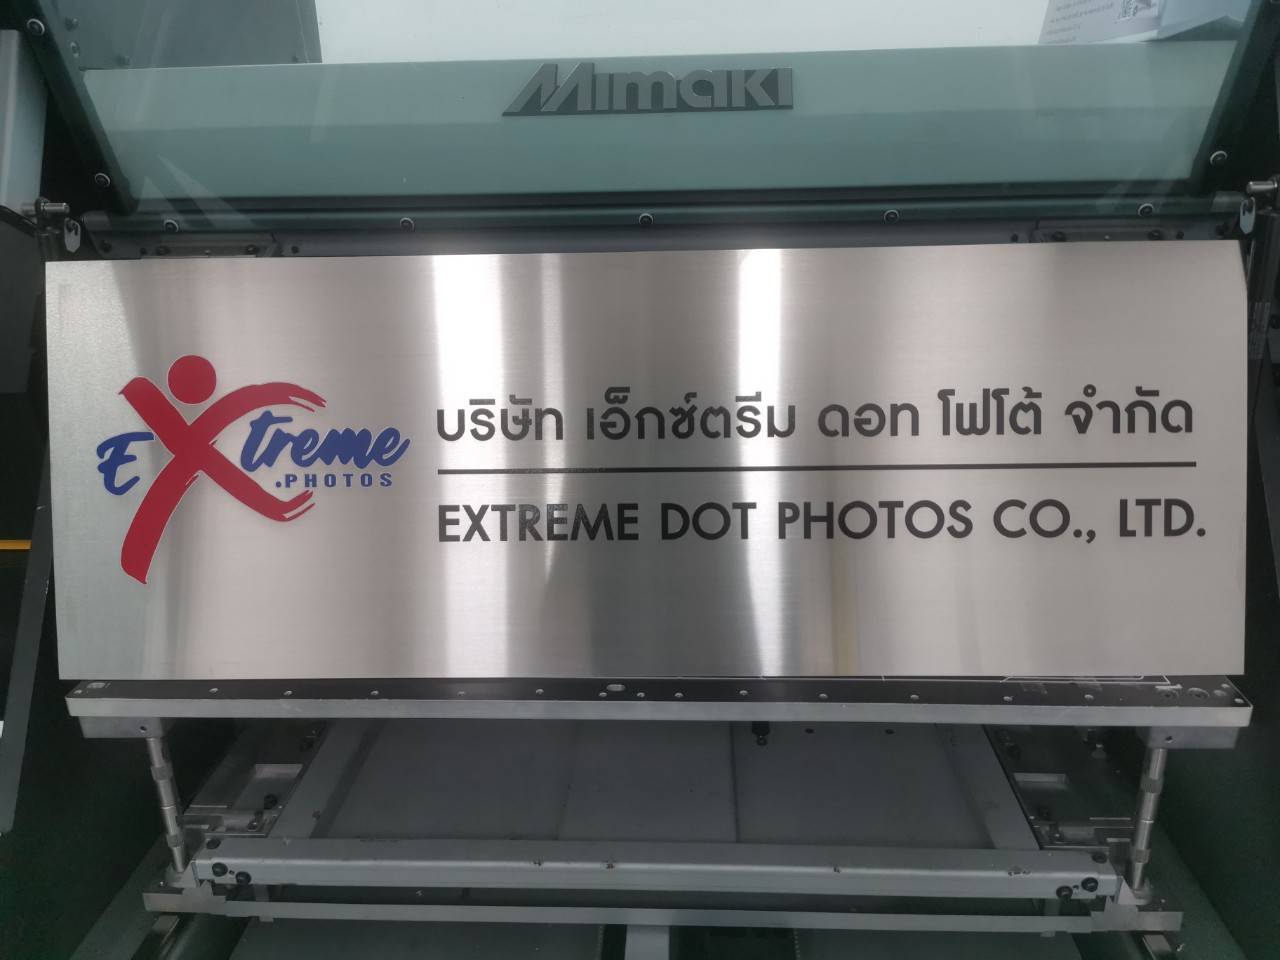 Mimaki
Extreme
.PHOTOS
บริษัท เอ็กซ์ตรีม ดอท โฟโต้ จำกัด
EXTREME DOT PHOTOS CO., LTD.